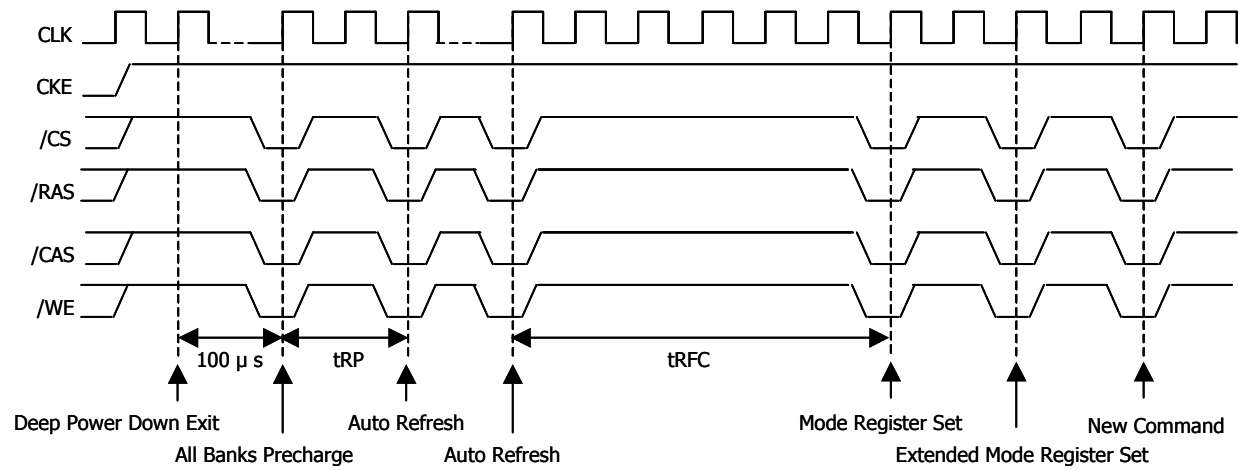 CLK
CKE
/CS
/RAS
/CAS
/WE
100 μ s
tRP
tRFC
Deep Power Down Exit
Auto Refresh
Mode Register Set
New Command
All Banks Precharge
Auto Refresh
Extended Mode Register Set